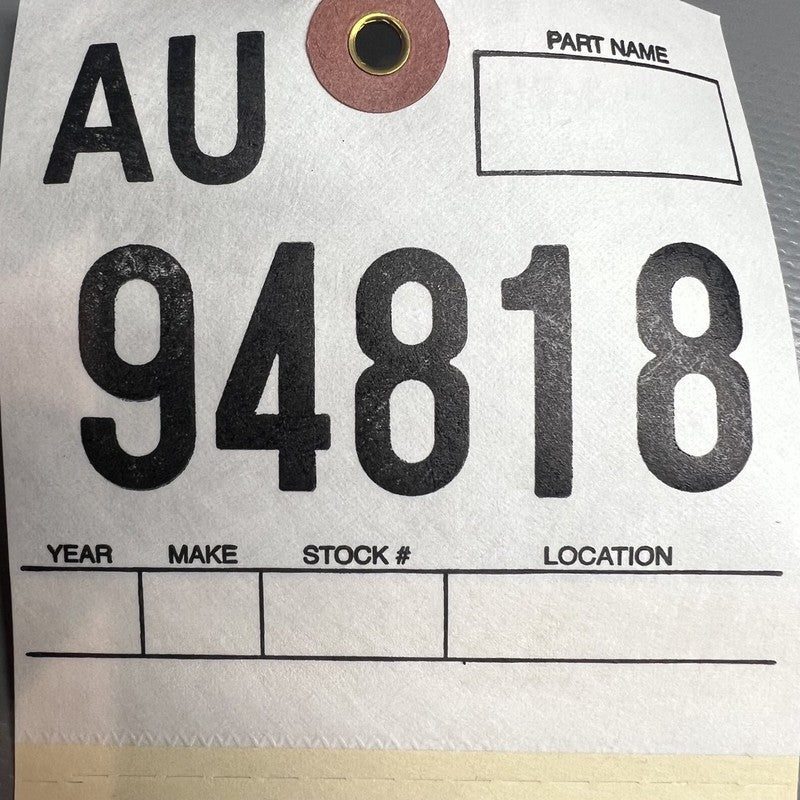 AU
PART NAME
94818
YEAR MAKE STOCK # LOCATION